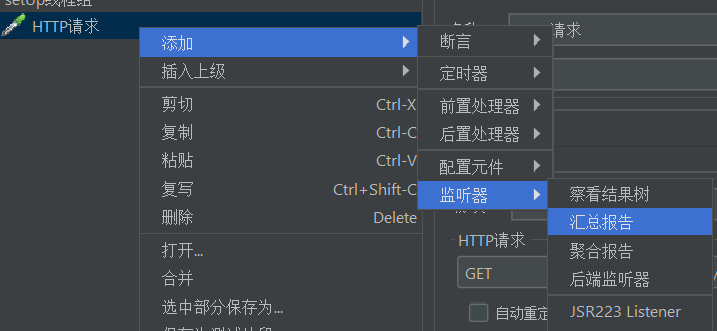 setup线程组
HTTP请求
添加
插入上级
剪切 Ctrl-X
复制 Ctrl-C
粘贴 Ctrl-V
复写 Ctrl+Shift-C
删除 Delete
打开...
合并
选中部分保存为...
断言
定时器
前置处理器
后置处理器
配置元件
监听器
察看结果树
汇总报告
聚合报告
后端监听器
JSR223 Listener
请求
HTTP请求
GET
自动重定